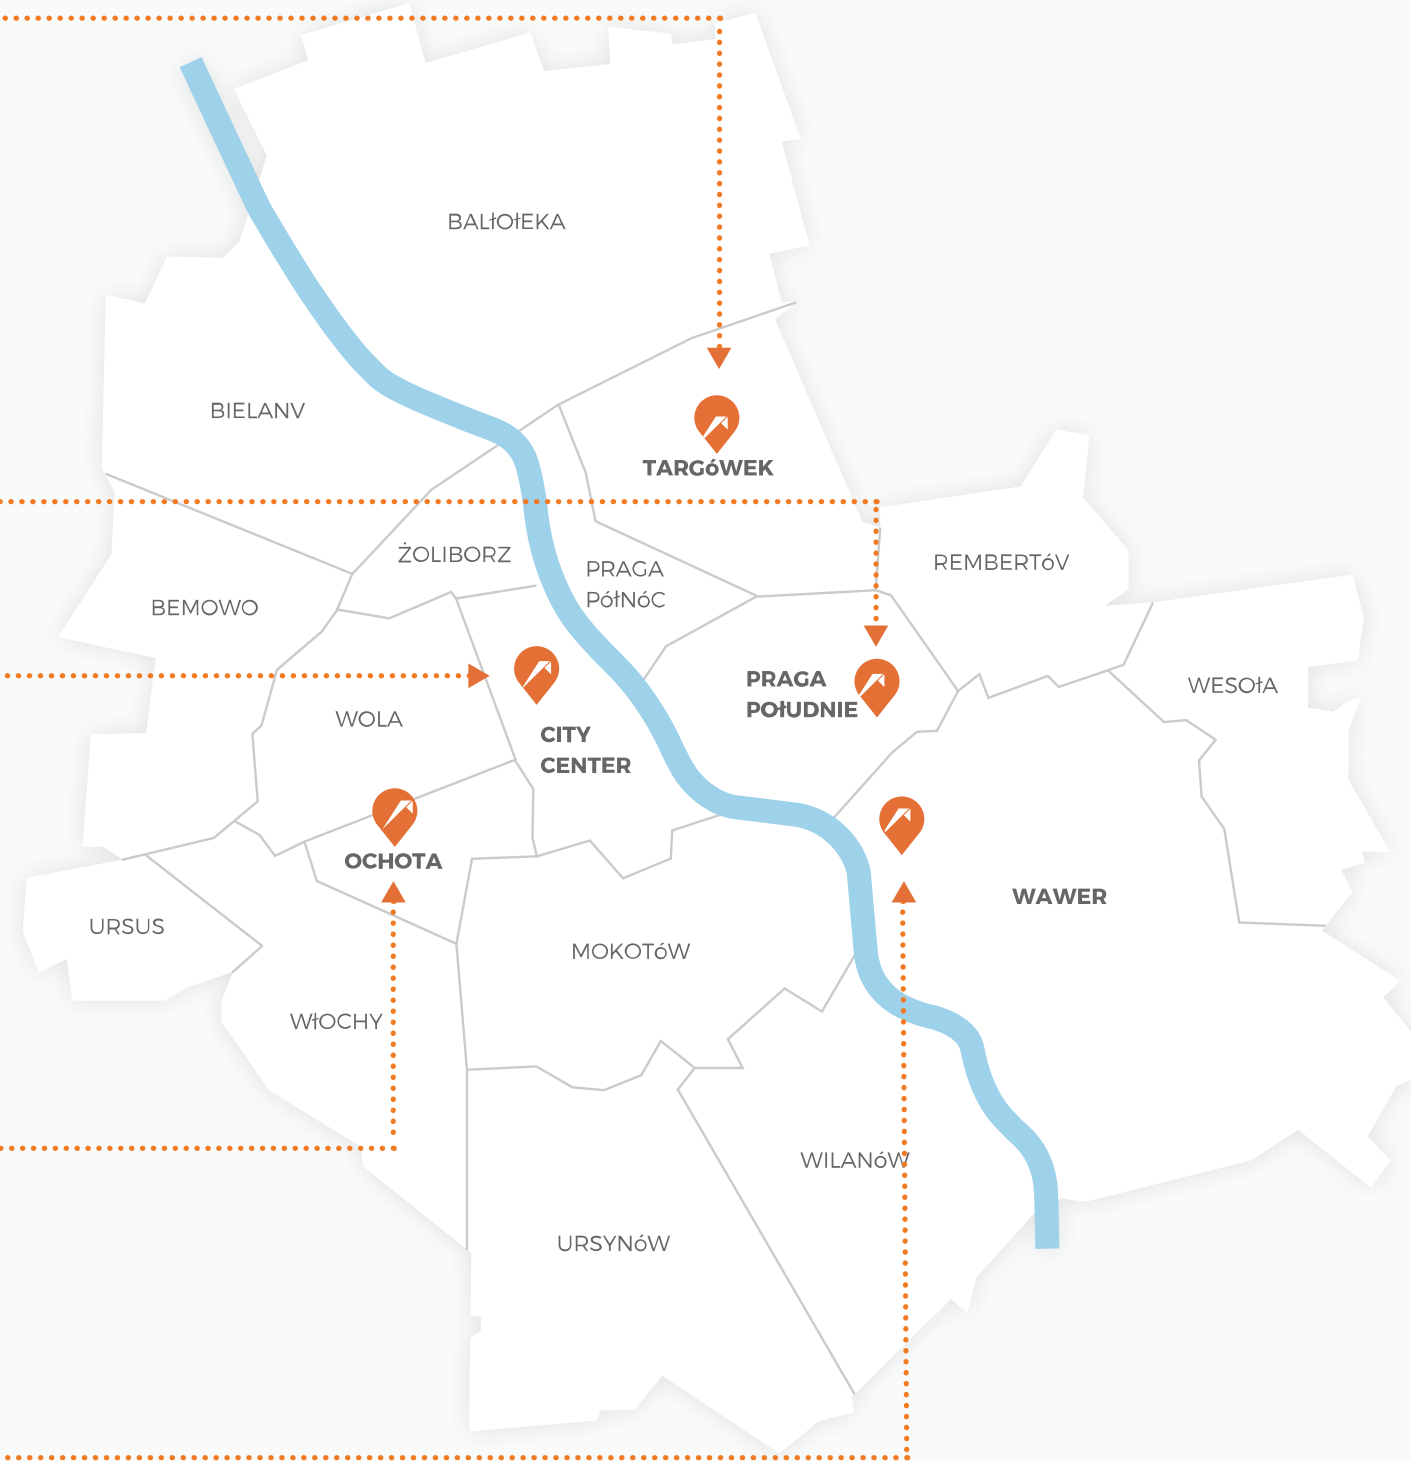 BALłOłEKA
BIELANV
TARGóWEK
ŻOLIBORZ
REMBERTóV
PRAGA
PółNóC
BEMOWO
PRAGA
POłUDNIE
WESOłA
WOLA
CITY
CENTER
OCHOTA
WAWER
URSUS
MOKOTóW
WłOCHY
WILANóW
URSYNóW